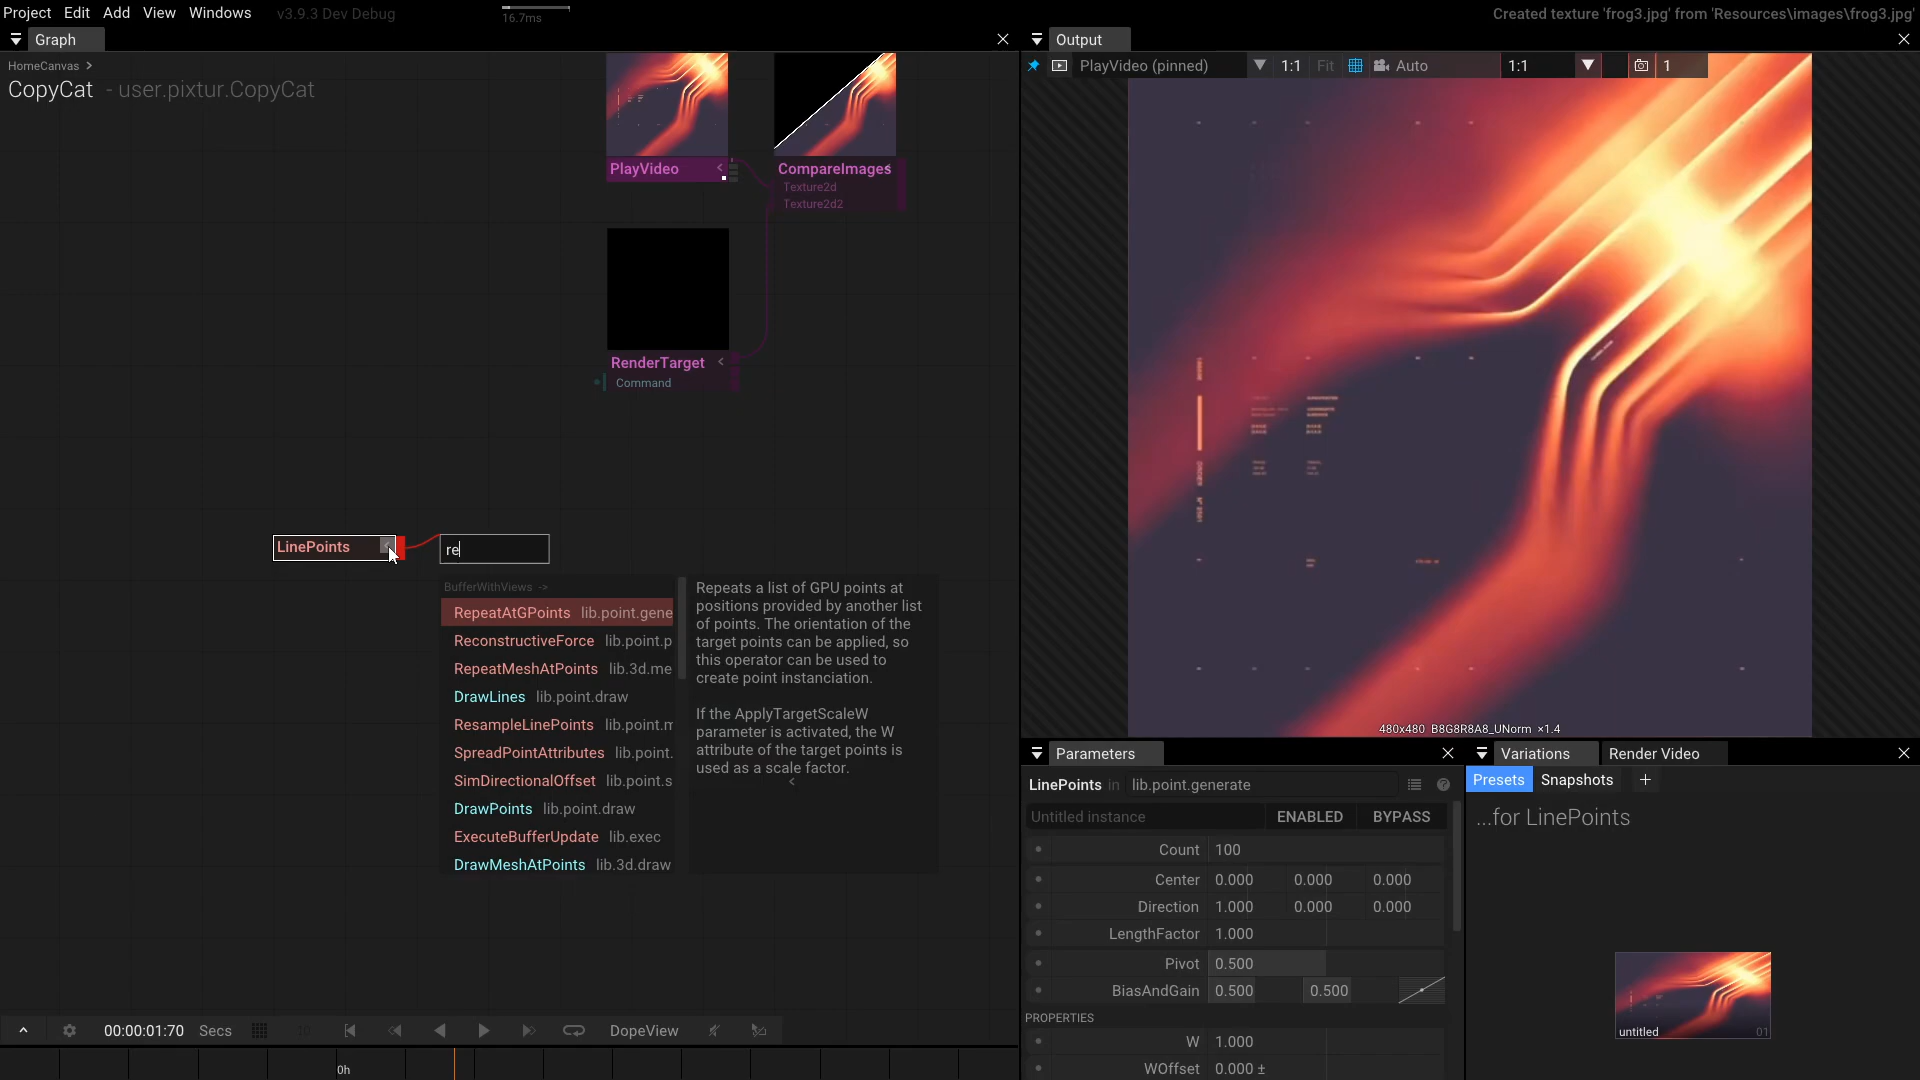 Project Edit Add View Windows v3.9.3 Dev Debug 16.7ms Created texture 'frog3.jpg' from 'Resources\images\frog3.jpg'
Graph
HomeCanvas >
CopyCat - user.pixtur.CopyCat
PlayVideo <
CompareImages
Texture2d
Texture2d2
RenderTarget <
Command
LinePoints <
re
BufferWithViews ->
RepeatAtGPoints lib.point.gene
ReconstructiveForce lib.point.p
RepeatMeshAtPoints lib.3d.me
DrawLines lib.point.draw
ResampleLinePoints lib.point.m
SpreadPointAttributes lib.point.
SimDirectionalOffset lib.point.s
DrawPoints lib.point.draw
ExecuteBufferUpdate lib.exec
DrawMeshAtPoints lib.3d.draw
Repeats a list of GPU points at
positions provided by another list
of points. The orientation of the
target points can be applied, so
this operator can be used to
create point instanciation.
If the ApplyTargetScaleW
parameter is activated, the W
attribute of the target points is
used as a scale factor.
<
00:00:01:70 Secs DopeView
0h
Output
PlayVideo (pinned) 1:1 Fit Auto 1:1 1
480x480 B8G8R8A8_UNorm ×1.4
Parameters
LinePoints in lib.point.generate
Untitled instance ENABLED BYPASS
Count 100
Center 0.000 0.000 0.000
Direction 1.000 0.000 0.000
LengthFactor 1.000
Pivot 0.500
BiasAndGain 0.500 0.500
PROPERTIES
W 1.000
WOffset 0.000 ±
Variations Render Video
Presets Snapshots +
...for LinePoints
untitled 01